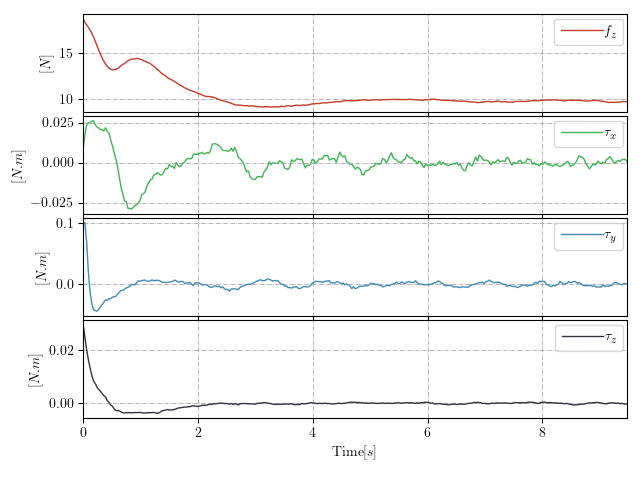 15
10
[N]
f_z
0.025
0.000
−0.025
[N.m]
τ_x
0.1
0.0
[N.m]
τ_y
0.02
0.00
[N.m]
τ_z
0 2 4 6 8
Time[s]